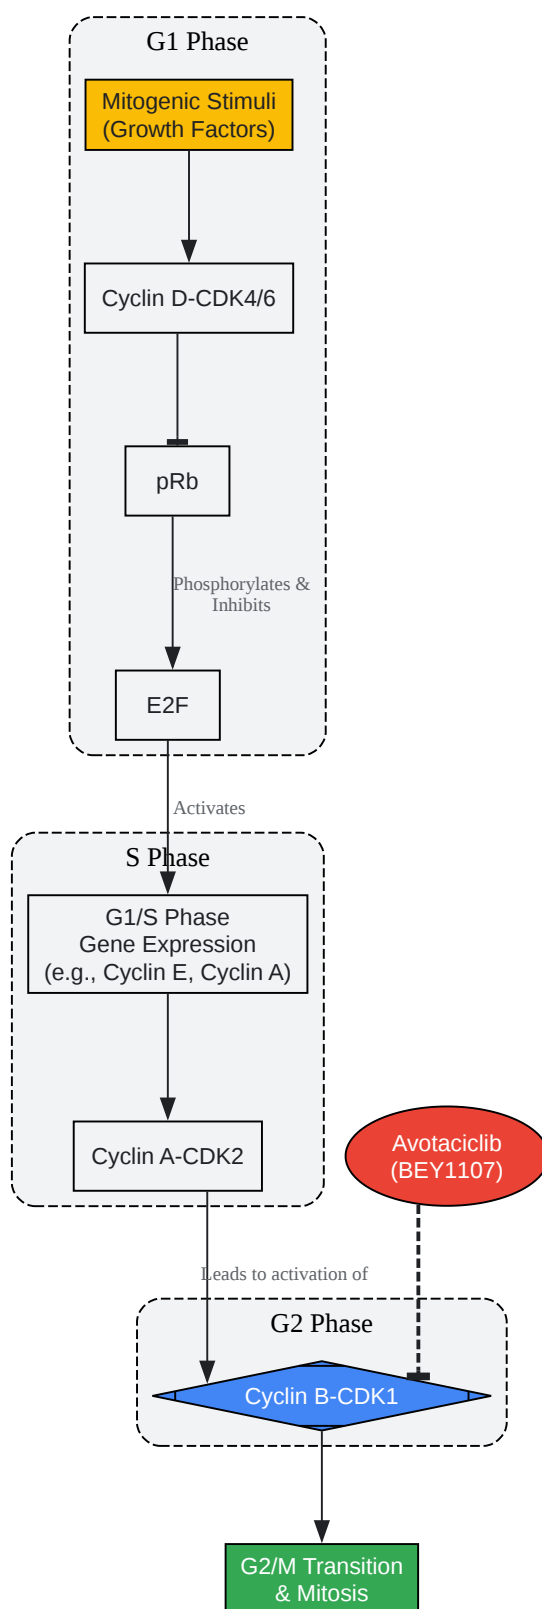 G1 Phase
Mitogenic Stimuli
(Growth Factors)
Cyclin D-CDK4/6
pRb
Phosphorylates &
Inhibits
E2F
Activates
S Phase
G1/S Phase
Gene Expression
(e.g., Cyclin E, Cyclin A)
Cyclin A-CDK2
Avotaciclib
(BEY1107)
Leads to activation of
G2 Phase
Cyclin B-CDK1
G2/M Transition
& Mitosis